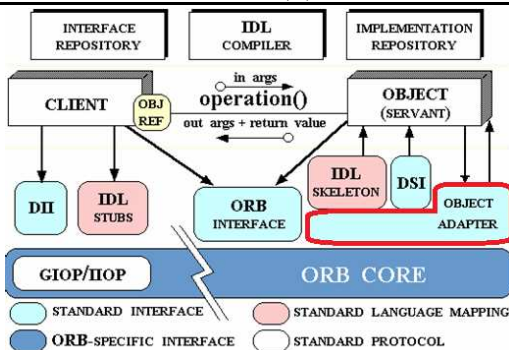 INTERFACE REPOSITORY
IDL COMPILER
IMPLEMENTATION REPOSITORY
CLIENT
OBJ REF
in args
operation()
out args + return value
OBJECT (SERVANT)
DII
IDL STUBS
ORB INTERFACE
IDL SKELETON
DSI
OBJECT ADAPTER
GIOP/IIOP
ORB CORE
STANDARD INTERFACE
STANDARD LANGUAGE MAPPING
ORB-SPECIFIC INTERFACE
STANDARD PROTOCOL